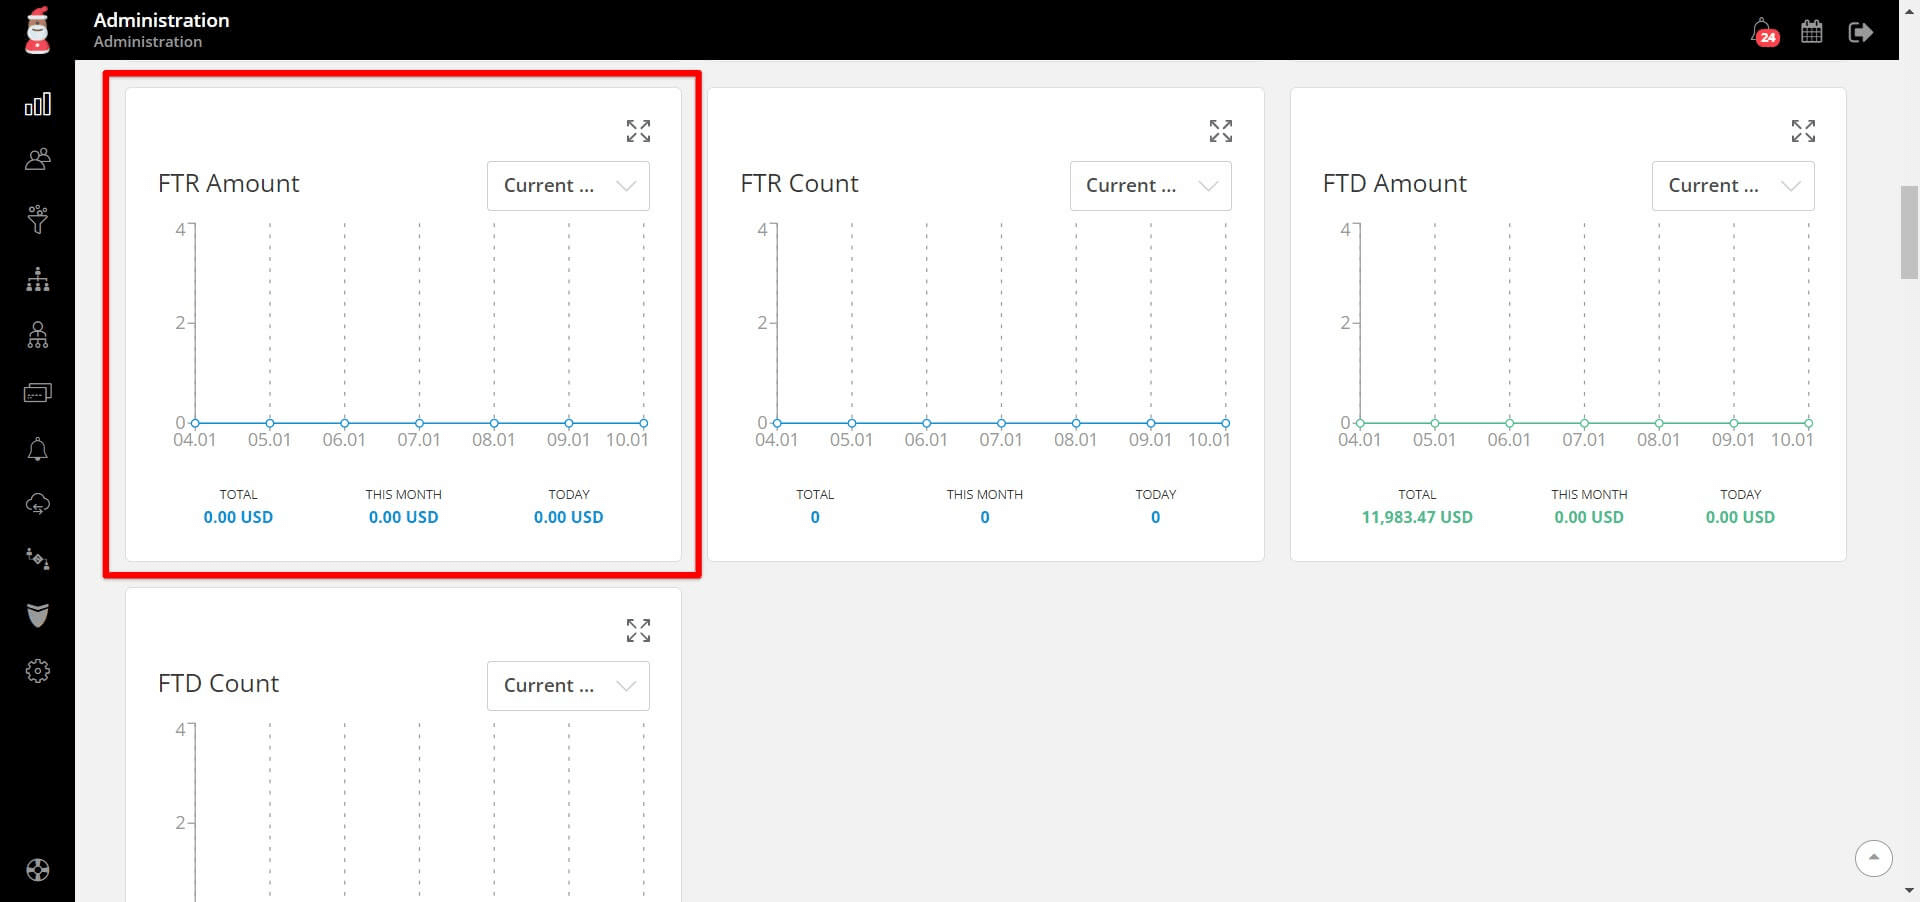 Administration
Administration
24
FTR Amount
Current ...
4
2
0
04.01 05.01 06.01 07.01 08.01 09.01 10.01
TOTAL THIS MONTH TODAY
0.00 USD 0.00 USD 0.00 USD
FTR Count
Current ...
4
2
0
04.01 05.01 06.01 07.01 08.01 09.01 10.01
TOTAL THIS MONTH TODAY
0 0 0
FTD Amount
Current ...
4
2
0
04.01 05.01 06.01 07.01 08.01 09.01 10.01
TOTAL THIS MONTH TODAY
11,983.47 USD 0.00 USD 0.00 USD
FTD Count
Current ...
4
2